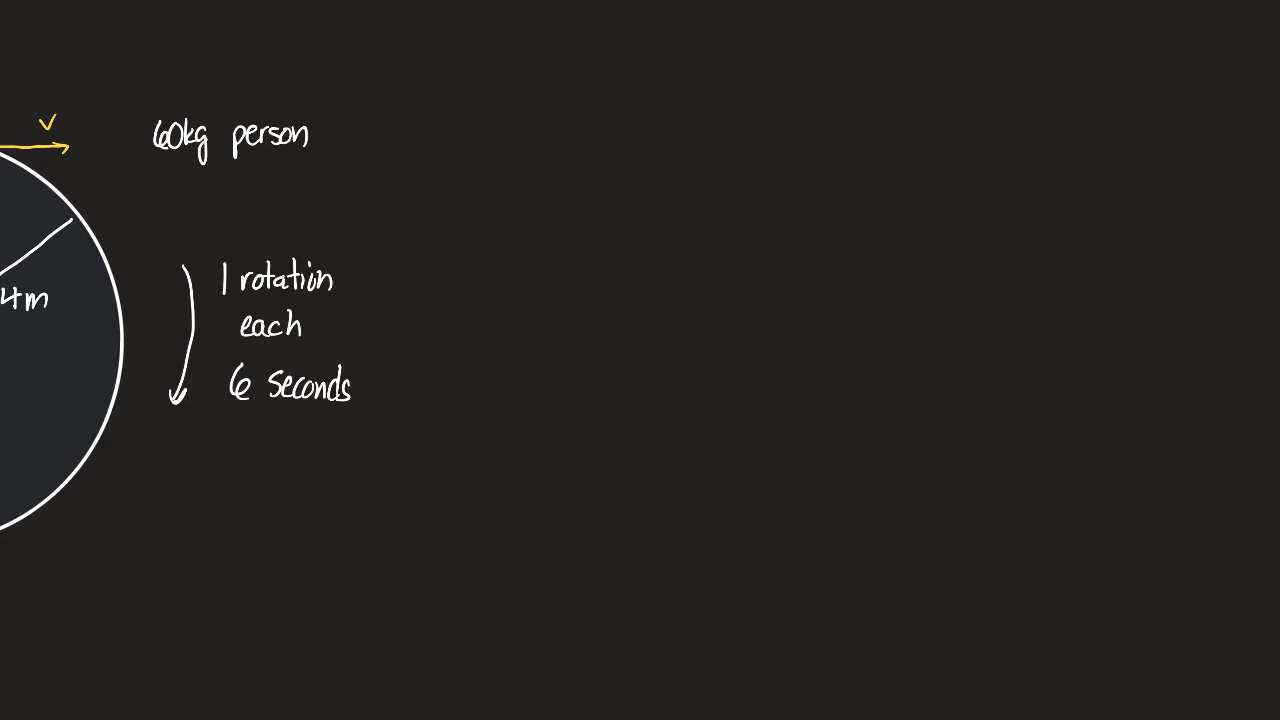 v
60kg person
1 rotation
each
4m
6 seconds